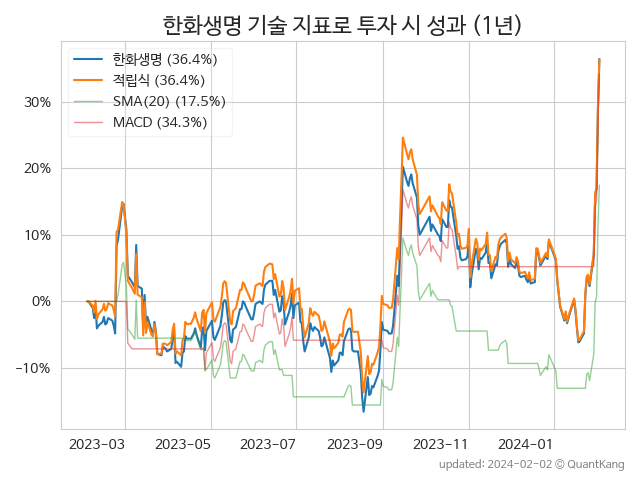 한화생명 기술 지표로 투자 시 성과 (1년)
한화생명 (36.4%)
적립식 (36.4%)
SMA(20) (17.5%)
MACD (34.3%)
30%
20%
10%
0%
−10%
2023-03
2023-05
2023-07
2023-09
2023-11
2024-01
updated: 2024-02-02 © QuantKang